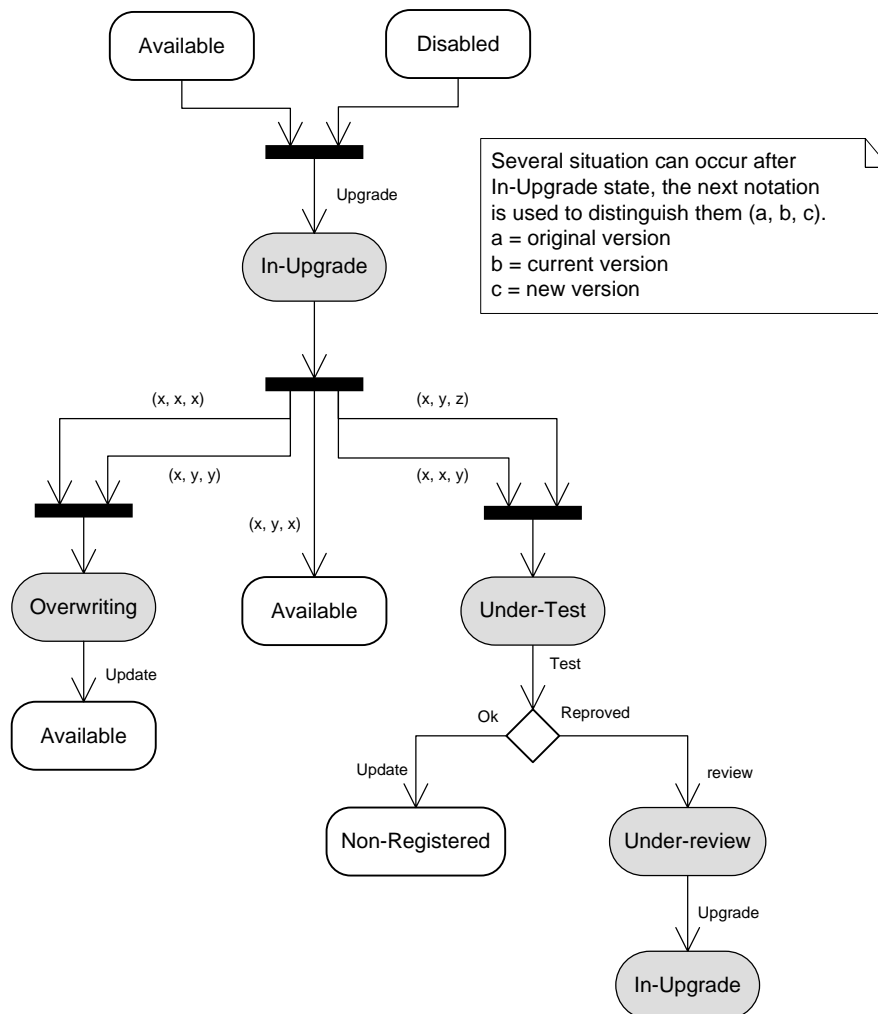 Available
Disabled
Several situation can occur after
In-Upgrade state, the next notation
is used to distinguish them (a, b, c).
a = original version
b = current version
c = new version
Upgrade
In-Upgrade
(x, x, x)
(x, y, z)
(x, y, y)
(x, x, y)
(x, y, x)
Overwriting
Available
Under-Test
Update
Test
Available
Ok
Reproved
Update
review
Non-Registered
Under-review
Upgrade
In-Upgrade